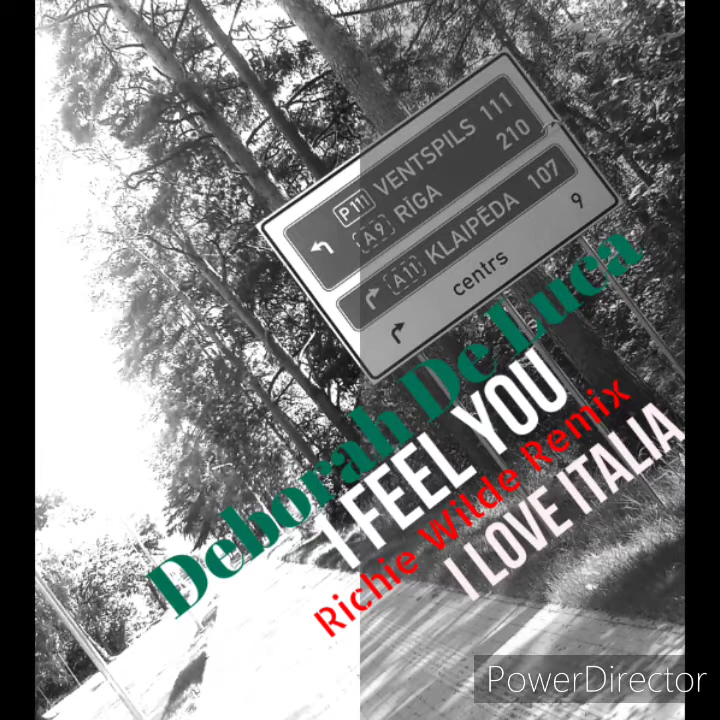 P111 VENTSPILS 111
A9 RĪGA 210
A11 KLAIPĖDA 107
centrs 9
Deborah De Luca
I FEEL YOU
Richie Wilde Remix
I LOVE ITALIA
PowerDirector